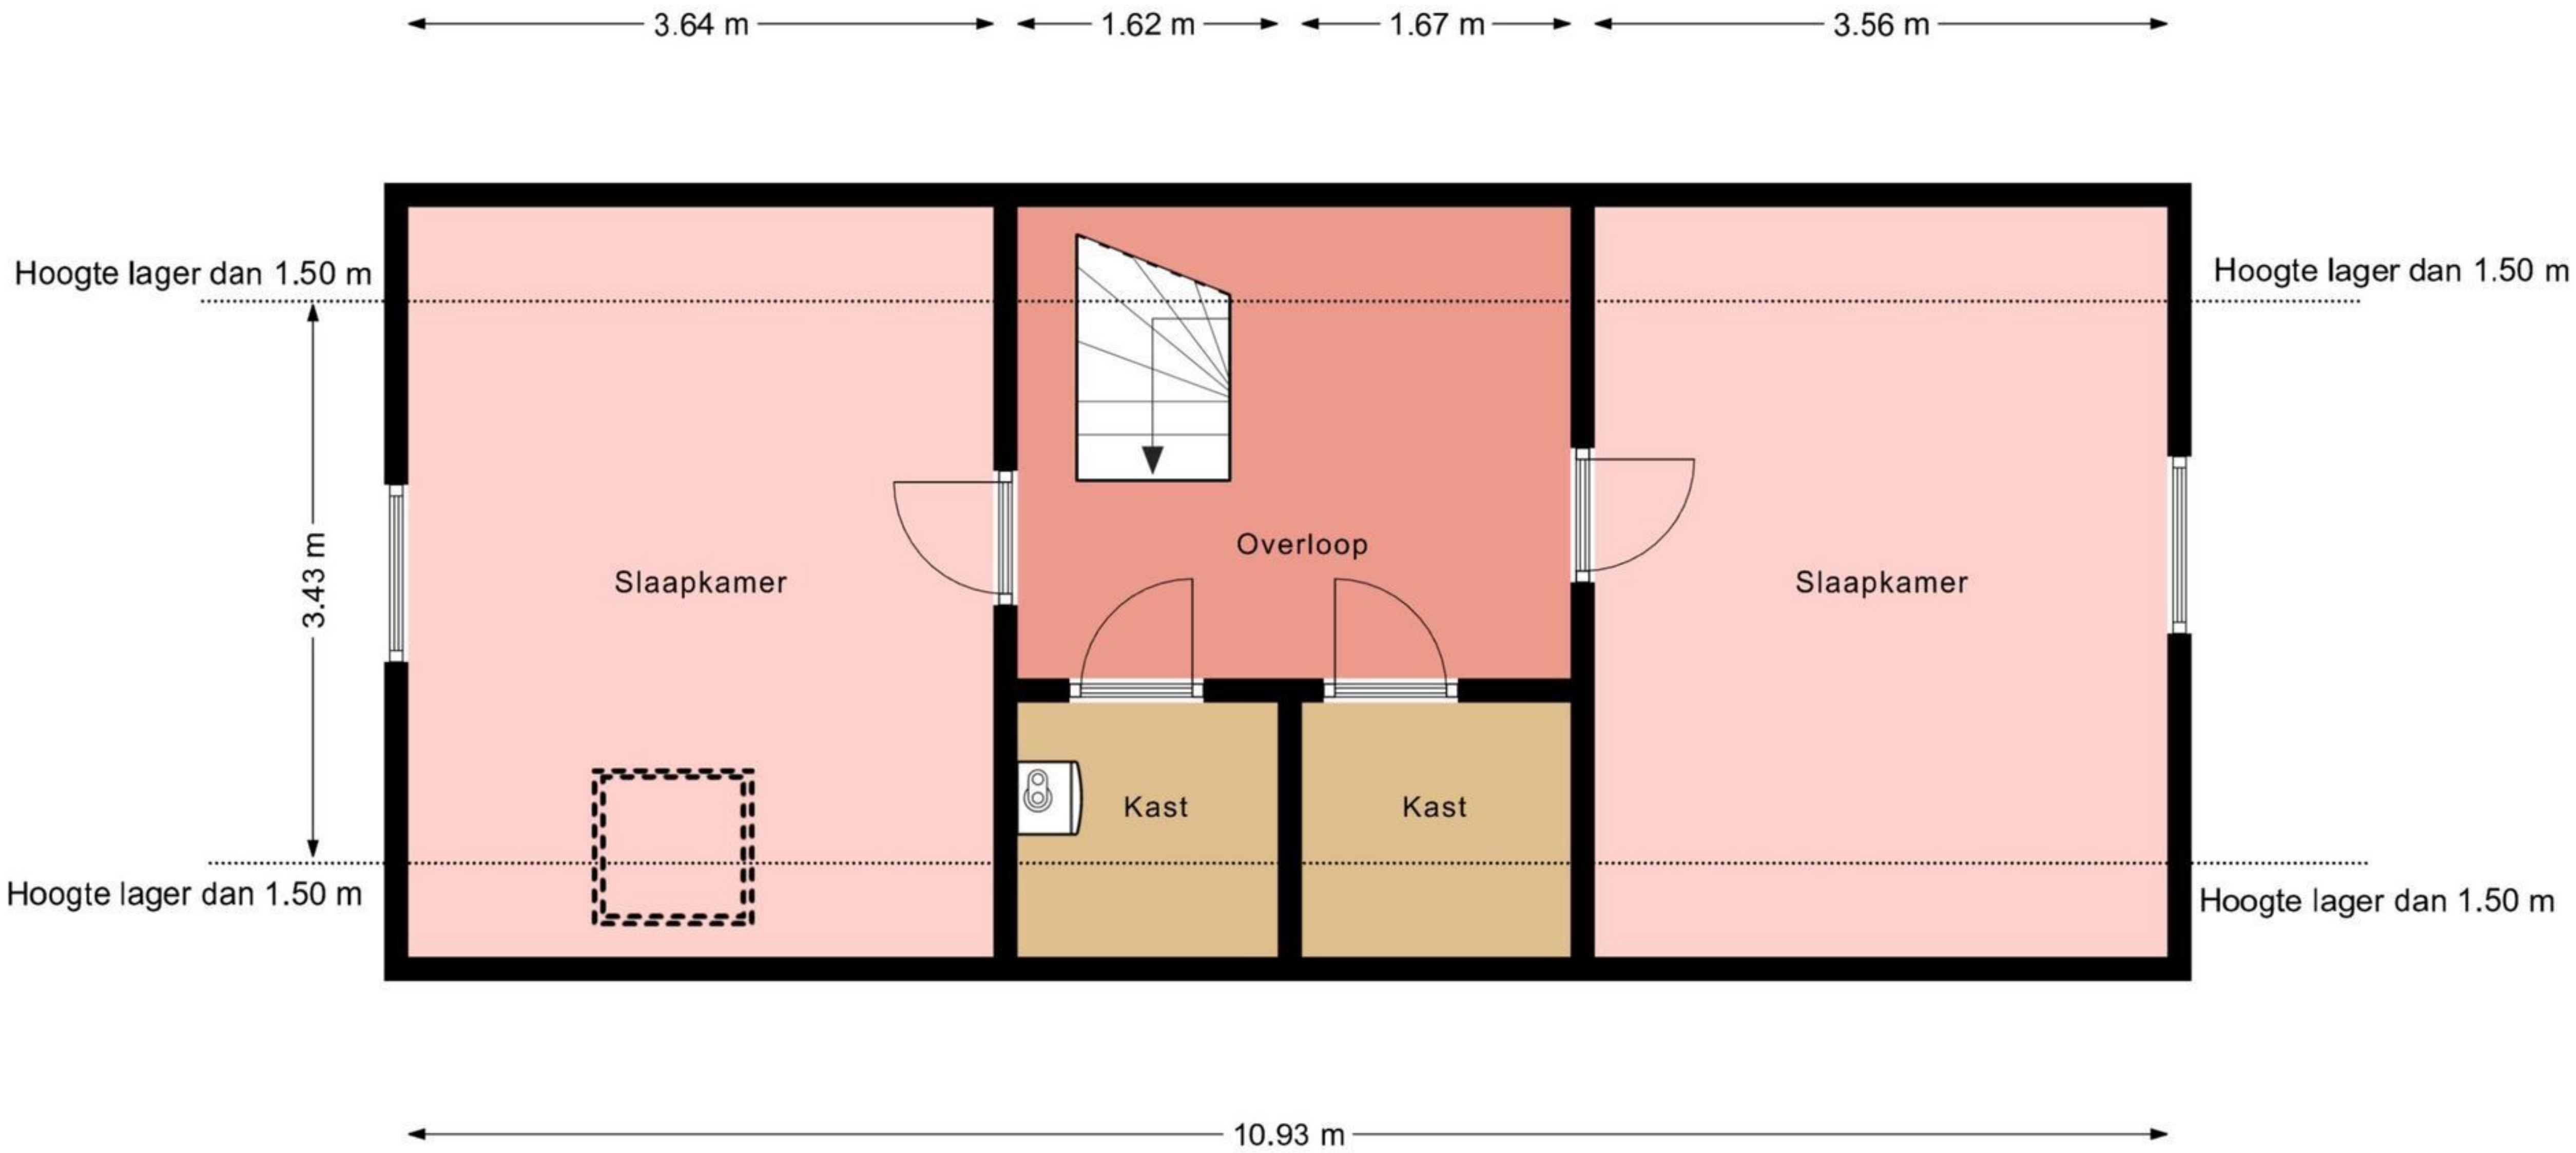 3.64 m
1.62 m
1.67 m
3.56 m
Hoogte lager dan 1.50 m
Hoogte lager dan 1.50 m
3.43 m
Overloop
Slaapkamer
Slaapkamer
Kast
Kast
Hoogte lager dan 1.50 m
Hoogte lager dan 1.50 m
10.93 m